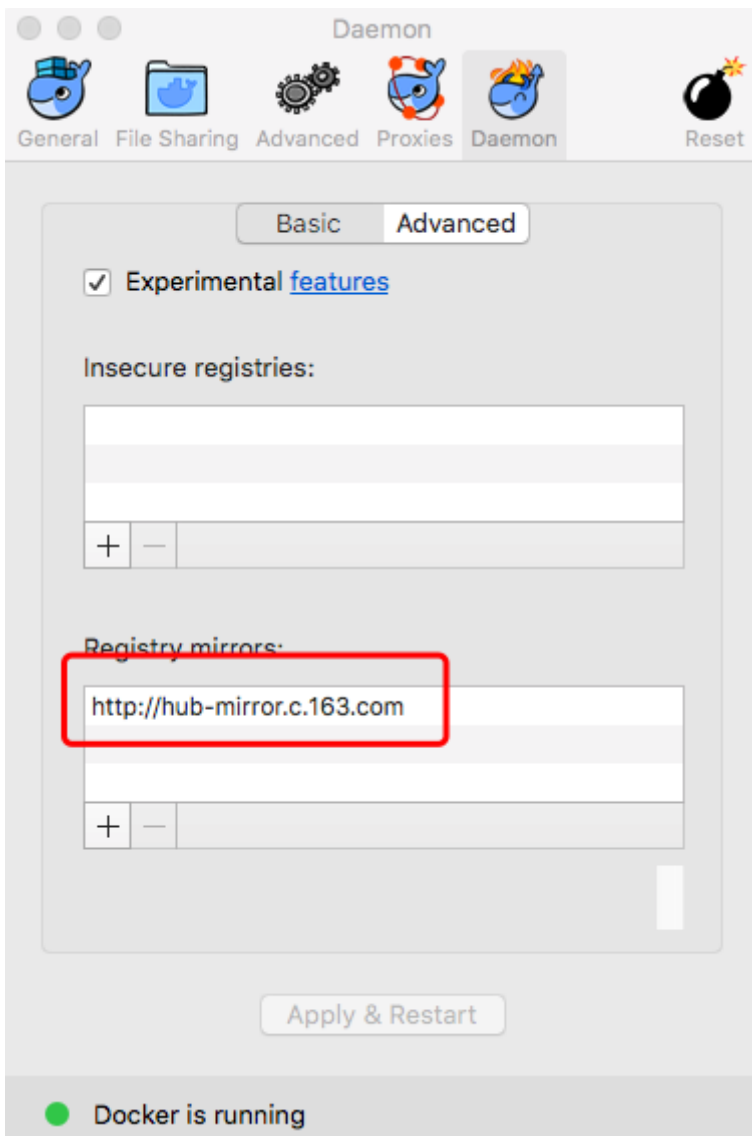 Daemon
General File Sharing Advanced Proxies Daemon Reset
Basic Advanced
Experimental features
Insecure registries:
+ −
Registry mirrors:
http://hub-mirror.c.163.com
+ −
Apply & Restart
Docker is running